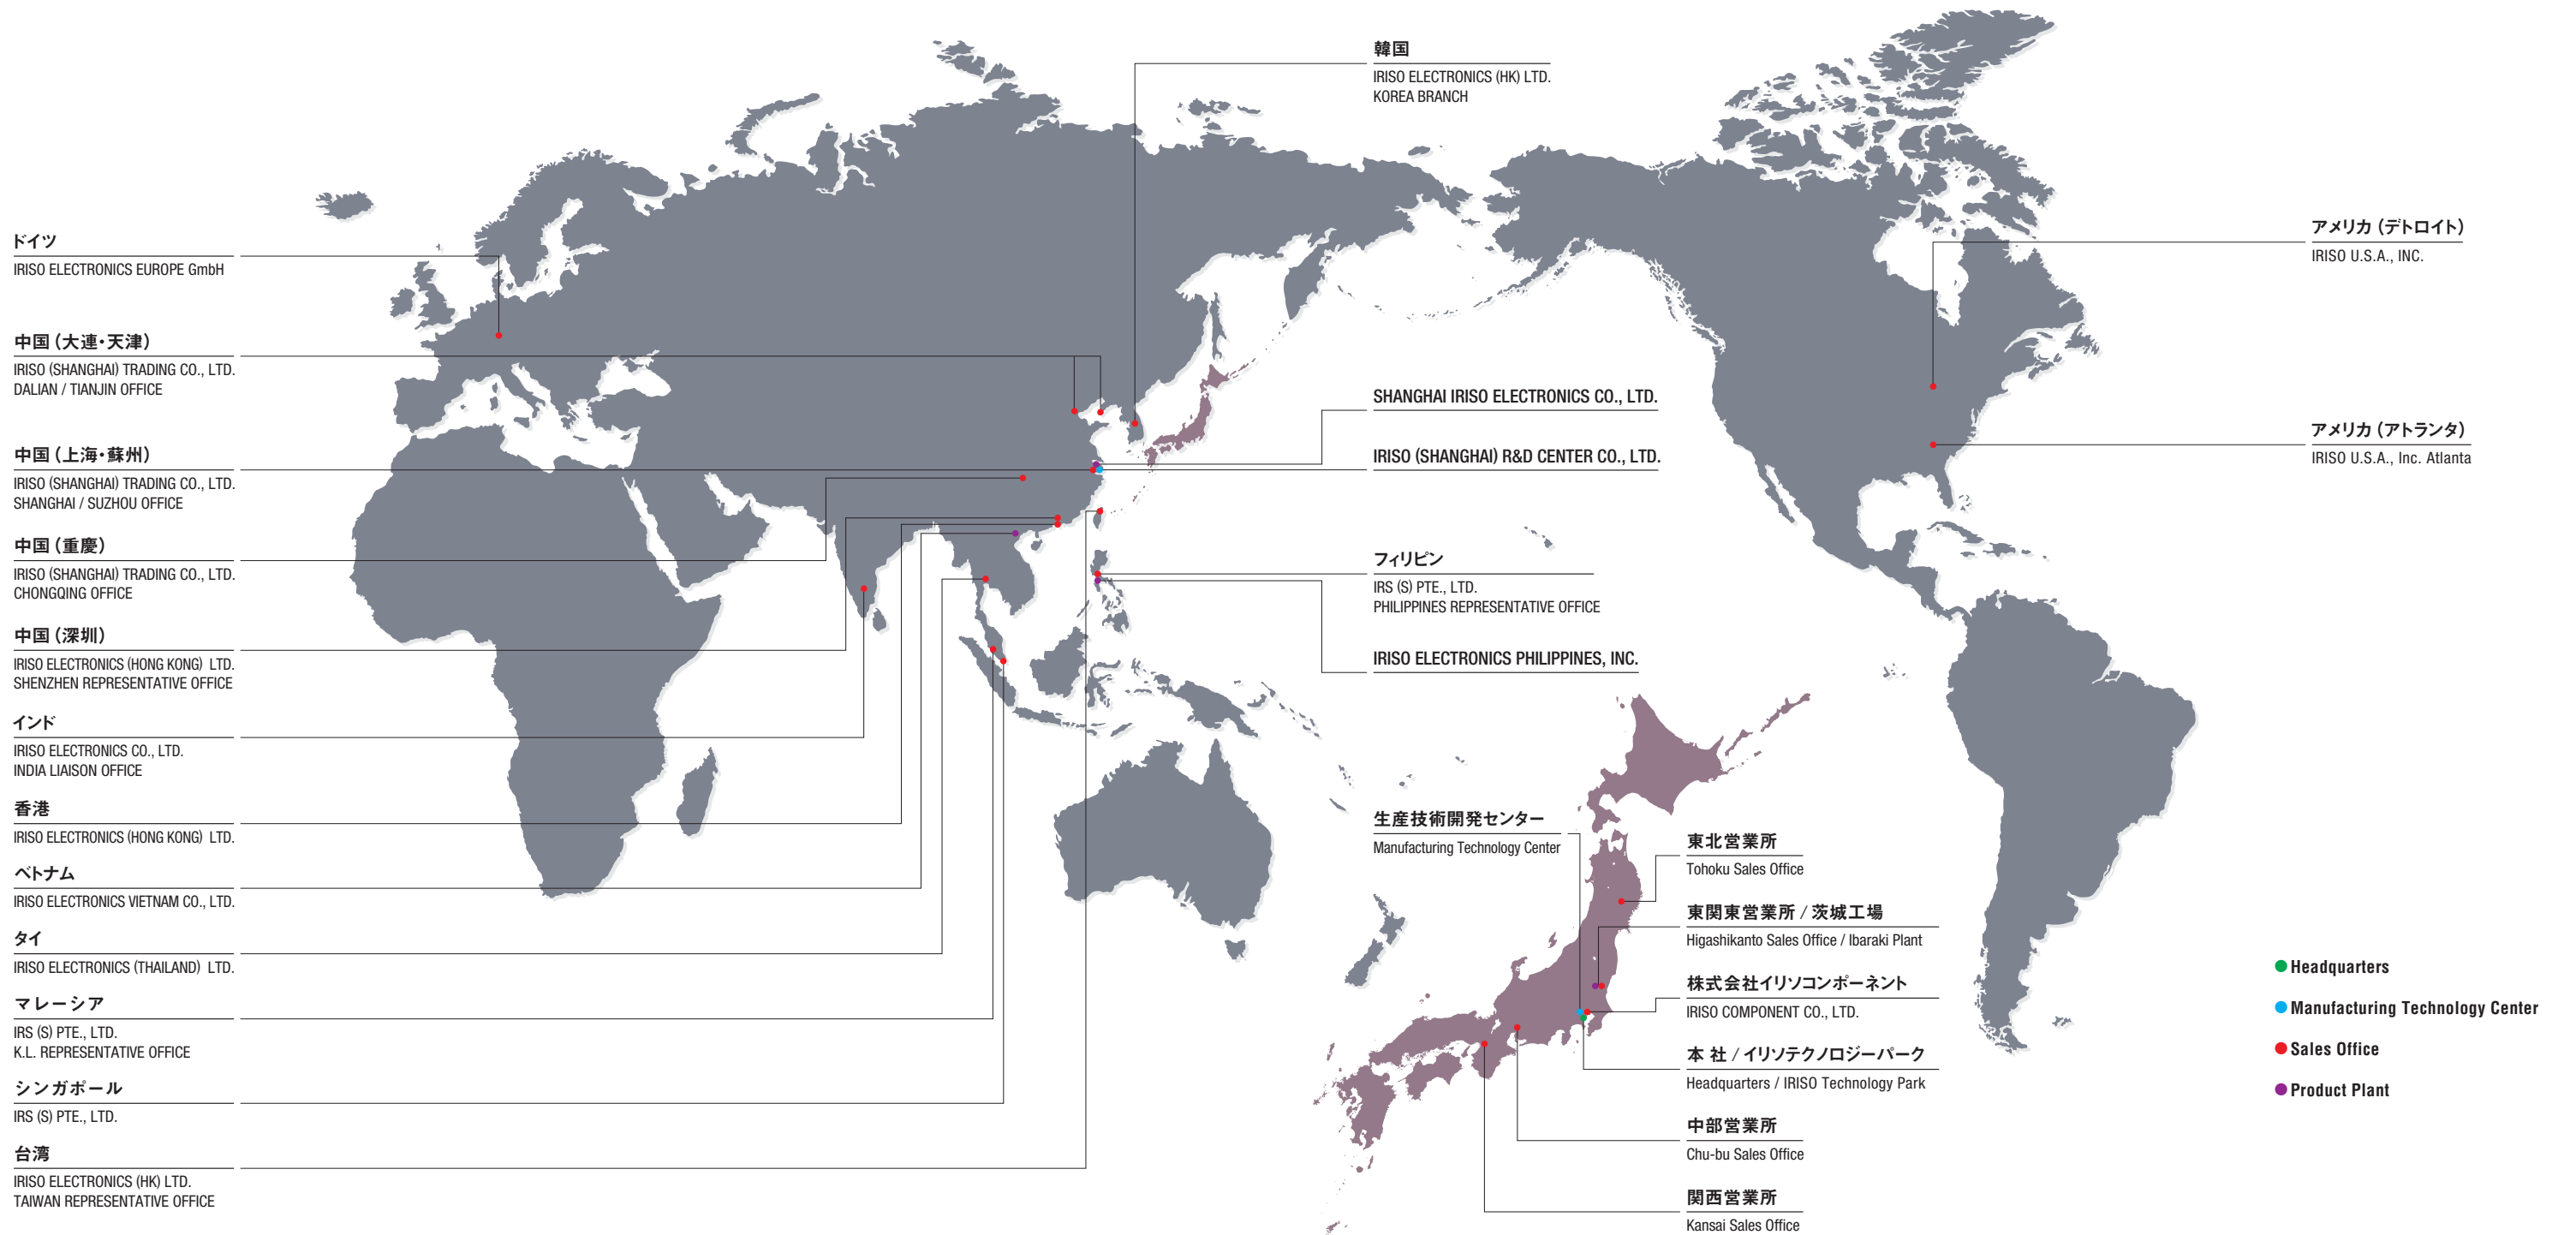 ドイツ
IRISO ELECTRONICS EUROPE GmbH
中国（大連・天津）
IRISO (SHANGHAI) TRADING CO., LTD.
DALIAN / TIANJIN OFFICE
中国（上海・蘇州）
IRISO (SHANGHAI) TRADING CO., LTD.
SHANGHAI / SUZHOU OFFICE
中国（重慶）
IRISO (SHANGHAI) TRADING CO., LTD.
CHONGQING OFFICE
中国（深圳）
IRISO ELECTRONICS (HONG KONG) LTD.
SHENZHEN REPRESENTATIVE OFFICE
インド
IRISO ELECTRONICS CO., LTD.
INDIA LIAISON OFFICE
香港
IRISO ELECTRONICS (HONG KONG) LTD.
ベトナム
IRISO ELECTRONICS VIETNAM CO., LTD.
タイ
IRISO ELECTRONICS (THAILAND) LTD.
マレーシア
IRS (S) PTE., LTD.
K.L. REPRESENTATIVE OFFICE
シンガポール
IRS (S) PTE., LTD.
台湾
IRISO ELECTRONICS (HK) LTD.
TAIWAN REPRESENTATIVE OFFICE
韓国
IRISO ELECTRONICS (HK) LTD.
KOREA BRANCH
SHANGHAI IRISO ELECTRONICS CO., LTD.
IRISO (SHANGHAI) R&D CENTER CO., LTD.
フィリピン
IRS (S) PTE., LTD.
PHILIPPINES REPRESENTATIVE OFFICE
IRISO ELECTRONICS PHILIPPINES, INC.
生産技術開発センター
Manufacturing Technology Center
東北営業所
Tohoku Sales Office
東関東営業所 / 茨城工場
Higashikanto Sales Office / Ibaraki Plant
株式会社イリソコンポーネント
IRISO COMPONENT CO., LTD.
本 社 / イリソテクノロジーパーク
Headquarters / IRISO Technology Park
中部営業所
Chu-bu Sales Office
関西営業所
Kansai Sales Office
アメリカ（デトロイト）
IRISO U.S.A., INC.
アメリカ（アトランタ）
IRISO U.S.A., Inc. Atlanta
Headquarters
Manufacturing Technology Center
Sales Office
Product Plant